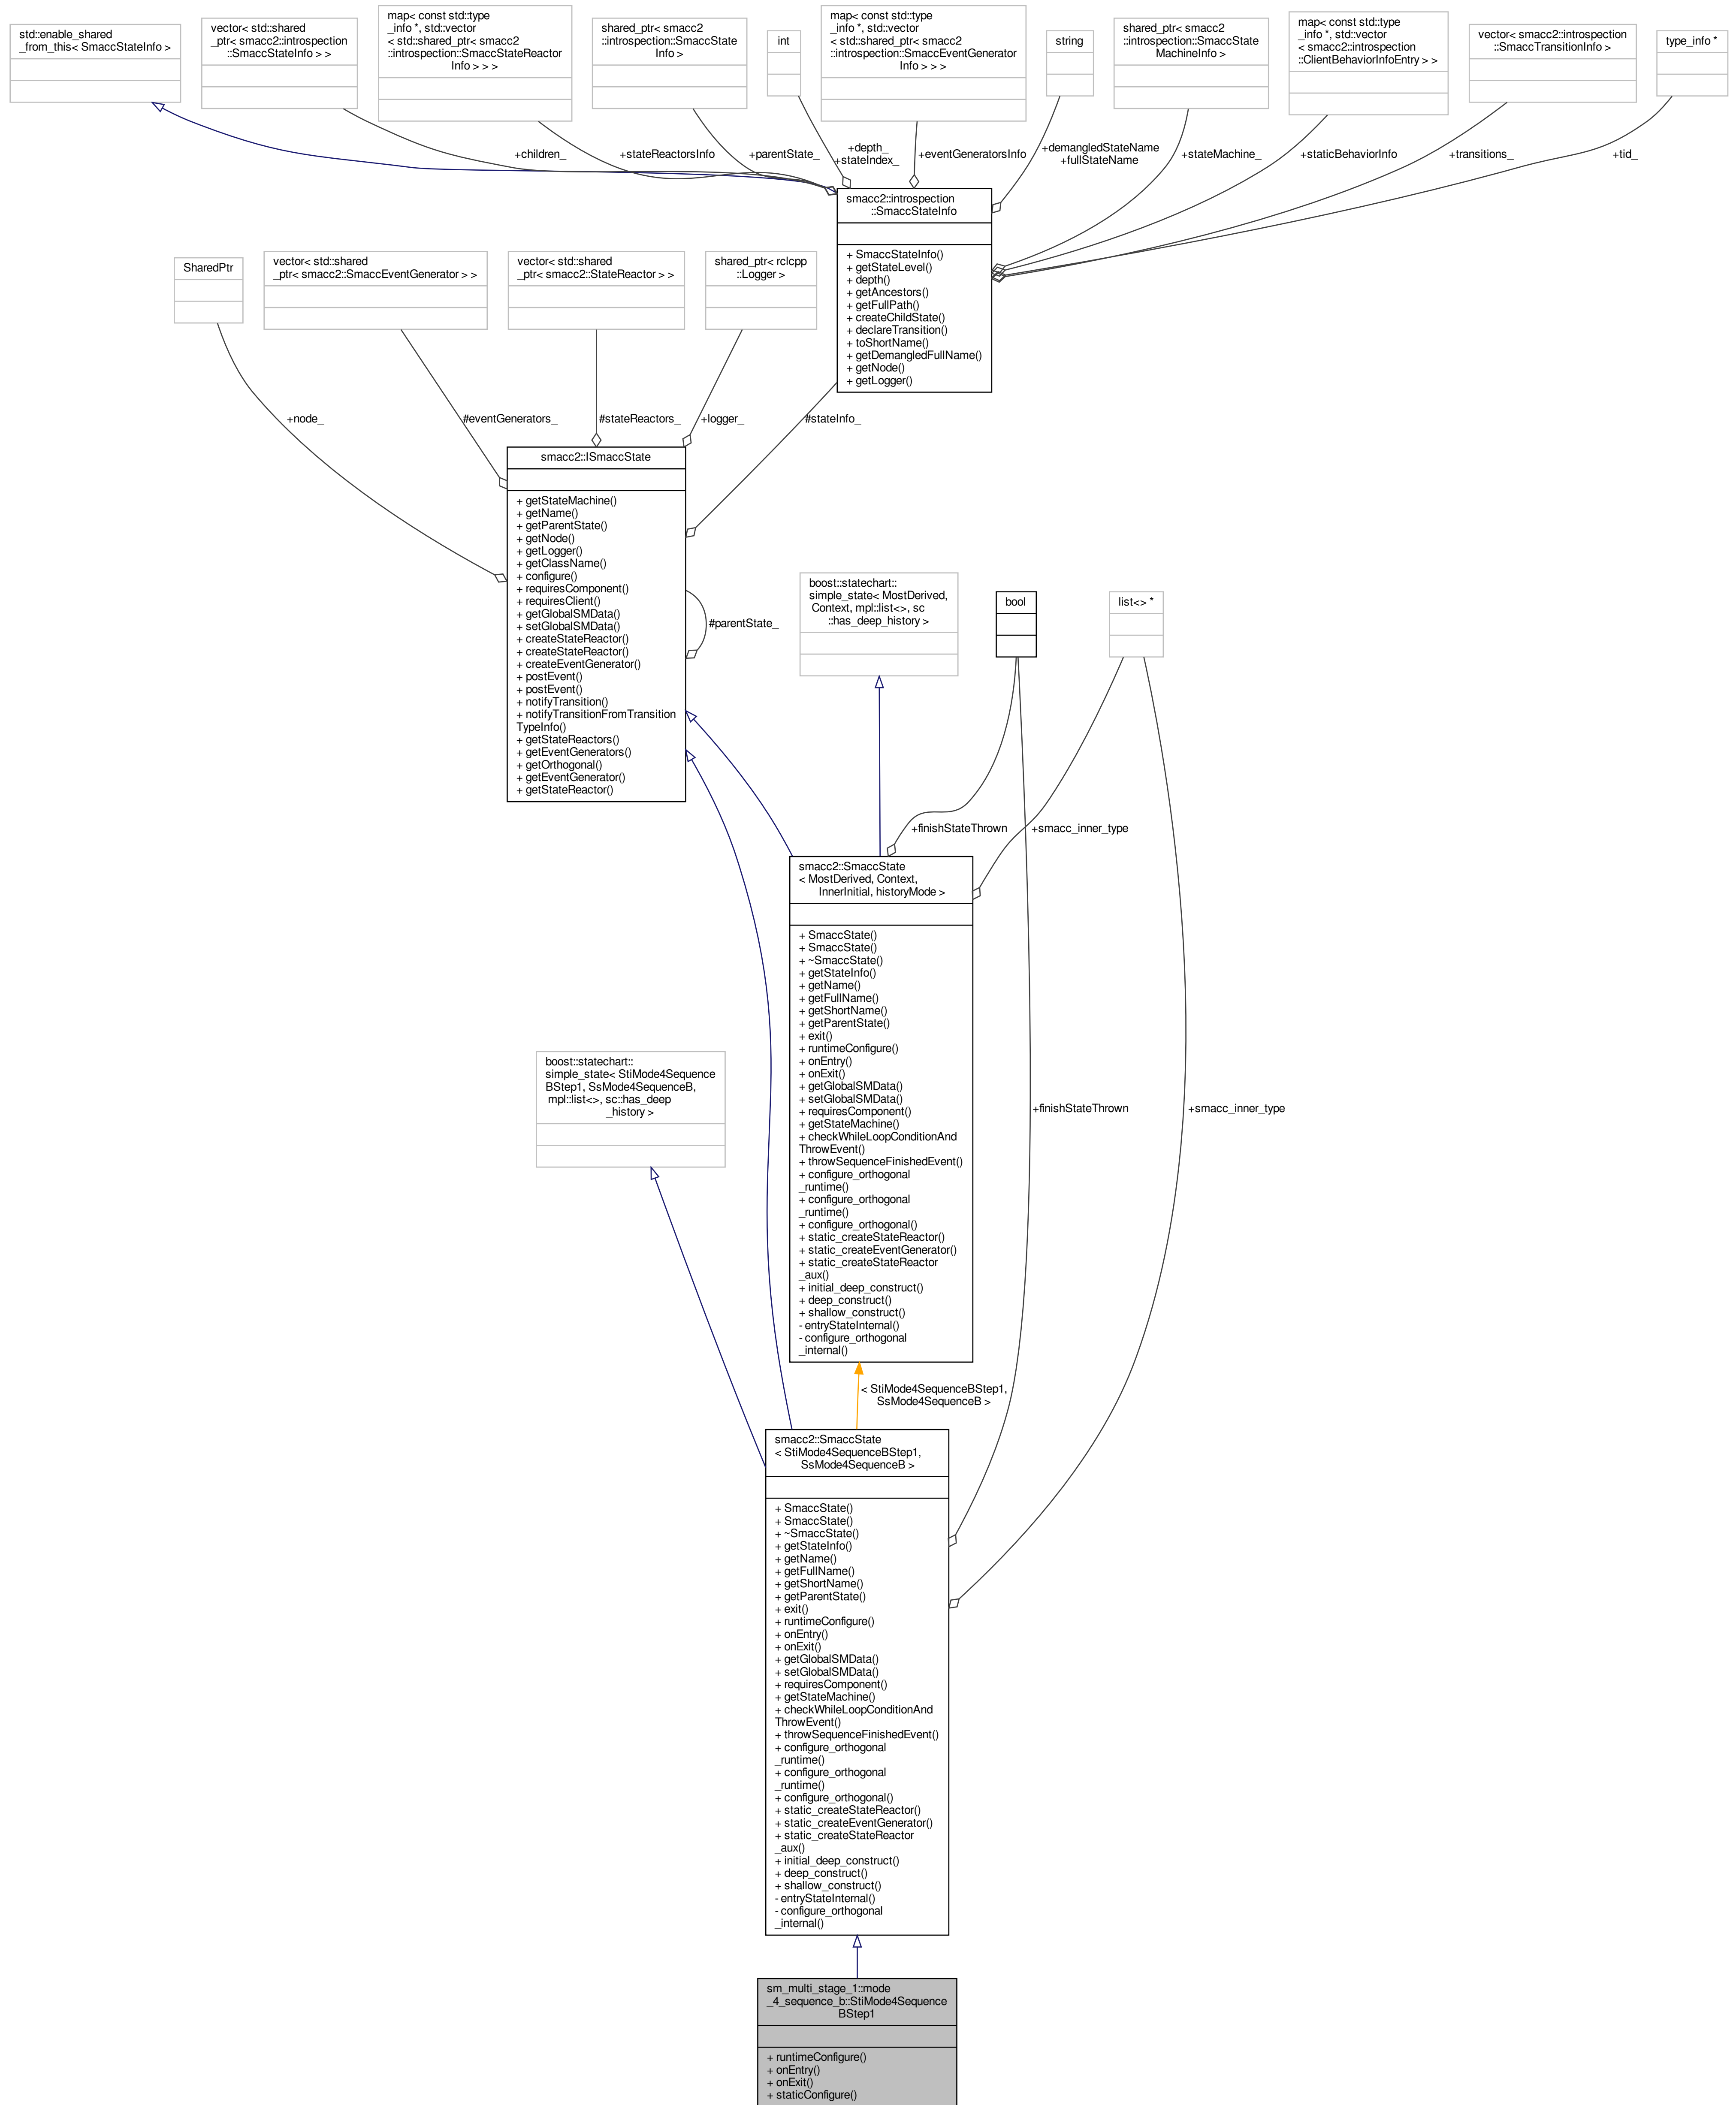 std::enable_shared
_from_this< SmaccStateInfo >
vector< std::shared
_ptr< smacc2::introspection
::SmaccStateInfo > >
map< const std::type
_info *, std::vector
< std::shared_ptr< smacc2
::introspection::SmaccStateReactor
Info > > >
shared_ptr< smacc2
::introspection::SmaccState
Info >
int
map< const std::type
_info *, std::vector
< std::shared_ptr< smacc2
::introspection::SmaccEventGenerator
Info > > >
string
shared_ptr< smacc2
::introspection::SmaccState
MachineInfo >
map< const std::type
_info *, std::vector
< smacc2::introspection
::ClientBehaviorInfoEntry > >
vector< smacc2::introspection
::SmaccTransitionInfo >
type_info *
+children_
+stateReactorsInfo
+parentState_
+depth_
+stateIndex_
+eventGeneratorsInfo
+demangledStateName
+fullStateName
+stateMachine_
+staticBehaviorInfo
+transitions_
+tid_
smacc2::introspection
::SmaccStateInfo
+ SmaccStateInfo()
+ getStateLevel()
+ depth()
+ getAncestors()
+ getFullPath()
+ createChildState()
+ declareTransition()
+ toShortName()
+ getDemangledFullName()
+ getNode()
+ getLogger()
SharedPtr
vector< std::shared
_ptr< smacc2::SmaccEventGenerator > >
vector< std::shared
_ptr< smacc2::StateReactor > >
shared_ptr< rclcpp
::Logger >
+node_
#eventGenerators_
#stateReactors_
+logger_
#stateInfo_
smacc2::ISmaccState
+ getStateMachine()
+ getName()
+ getParentState()
+ getNode()
+ getLogger()
+ getClassName()
+ configure()
+ requiresComponent()
+ requiresClient()
+ getGlobalSMData()
+ setGlobalSMData()
+ createStateReactor()
+ createStateReactor()
+ createEventGenerator()
+ postEvent()
+ postEvent()
+ notifyTransition()
+ notifyTransitionFromTransition
TypeInfo()
+ getStateReactors()
+ getEventGenerators()
+ getOrthogonal()
+ getEventGenerator()
+ getStateReactor()
#parentState_
boost::statechart::
simple_state< MostDerived,
Context, mpl::list<>, sc
::has_deep_history >
bool
list<> *
+finishStateThrown
+smacc_inner_type
smacc2::SmaccState
< MostDerived, Context,
InnerInitial, historyMode >
+ SmaccState()
+ SmaccState()
+ ~SmaccState()
+ getStateInfo()
+ getName()
+ getFullName()
+ getShortName()
+ getParentState()
+ exit()
+ runtimeConfigure()
+ onEntry()
+ onExit()
+ getGlobalSMData()
+ setGlobalSMData()
+ requiresComponent()
+ getStateMachine()
+ checkWhileLoopConditionAnd
ThrowEvent()
+ throwSequenceFinishedEvent()
+ configure_orthogonal
_runtime()
+ configure_orthogonal
_runtime()
+ configure_orthogonal()
+ static_createStateReactor()
+ static_createEventGenerator()
+ static_createStateReactor
_aux()
+ initial_deep_construct()
+ deep_construct()
+ shallow_construct()
- entryStateInternal()
- configure_orthogonal
_internal()
boost::statechart::
simple_state< StiMode4Sequence
BStep1, SsMode4SequenceB,
mpl::list<>, sc::has_deep
_history >
+finishStateThrown
+smacc_inner_type
< StiMode4SequenceBStep1,
SsMode4SequenceB >
smacc2::SmaccState
< StiMode4SequenceBStep1,
SsMode4SequenceB >
+ SmaccState()
+ SmaccState()
+ ~SmaccState()
+ getStateInfo()
+ getName()
+ getFullName()
+ getShortName()
+ getParentState()
+ exit()
+ runtimeConfigure()
+ onEntry()
+ onExit()
+ getGlobalSMData()
+ setGlobalSMData()
+ requiresComponent()
+ getStateMachine()
+ checkWhileLoopConditionAnd
ThrowEvent()
+ throwSequenceFinishedEvent()
+ configure_orthogonal
_runtime()
+ configure_orthogonal
_runtime()
+ configure_orthogonal()
+ static_createStateReactor()
+ static_createEventGenerator()
+ static_createStateReactor
_aux()
+ initial_deep_construct()
+ deep_construct()
+ shallow_construct()
- entryStateInternal()
- configure_orthogonal
_internal()
sm_multi_stage_1::mode
_4_sequence_b::StiMode4Sequence
BStep1
+ runtimeConfigure()
+ onEntry()
+ onExit()
+ staticConfigure()